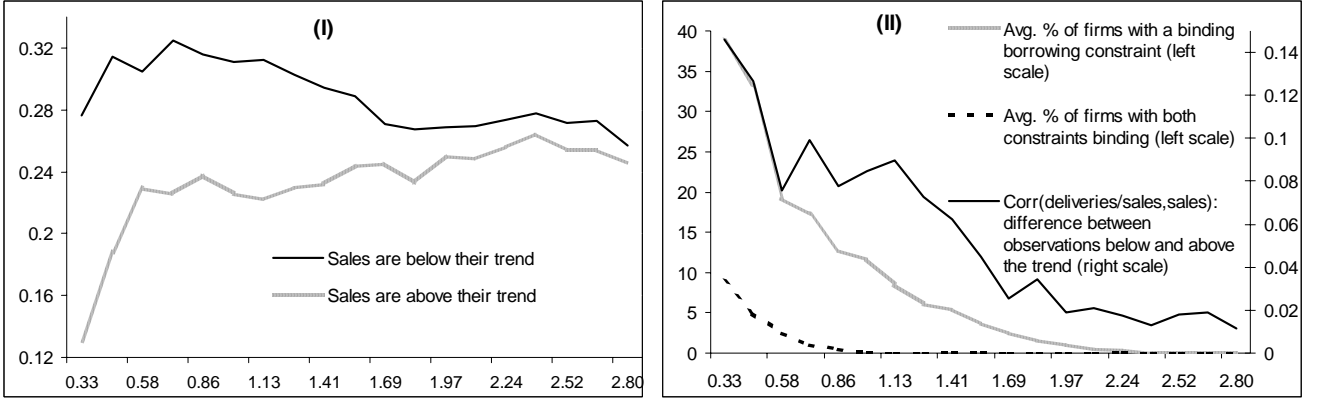 (I)
0.32
0.28
0.24
0.2
0.16
0.12
Sales are below their trend
Sales are above their trend
0.33 0.58 0.86 1.13 1.41 1.69 1.97 2.24 2.52 2.80
(II)
40
35
30
25
20
15
10
5
0
Avg. % of firms with a binding
borrowing constraint (left
scale)
Avg. % of firms with both
constraints binding (left scale)
Corr(deliveries/sales,sales):
difference between
observations below and above
the trend (right scale)
0.14
0.12
0.1
0.08
0.06
0.04
0.02
0
0.33 0.58 0.86 1.13 1.41 1.69 1.97 2.24 2.52 2.80